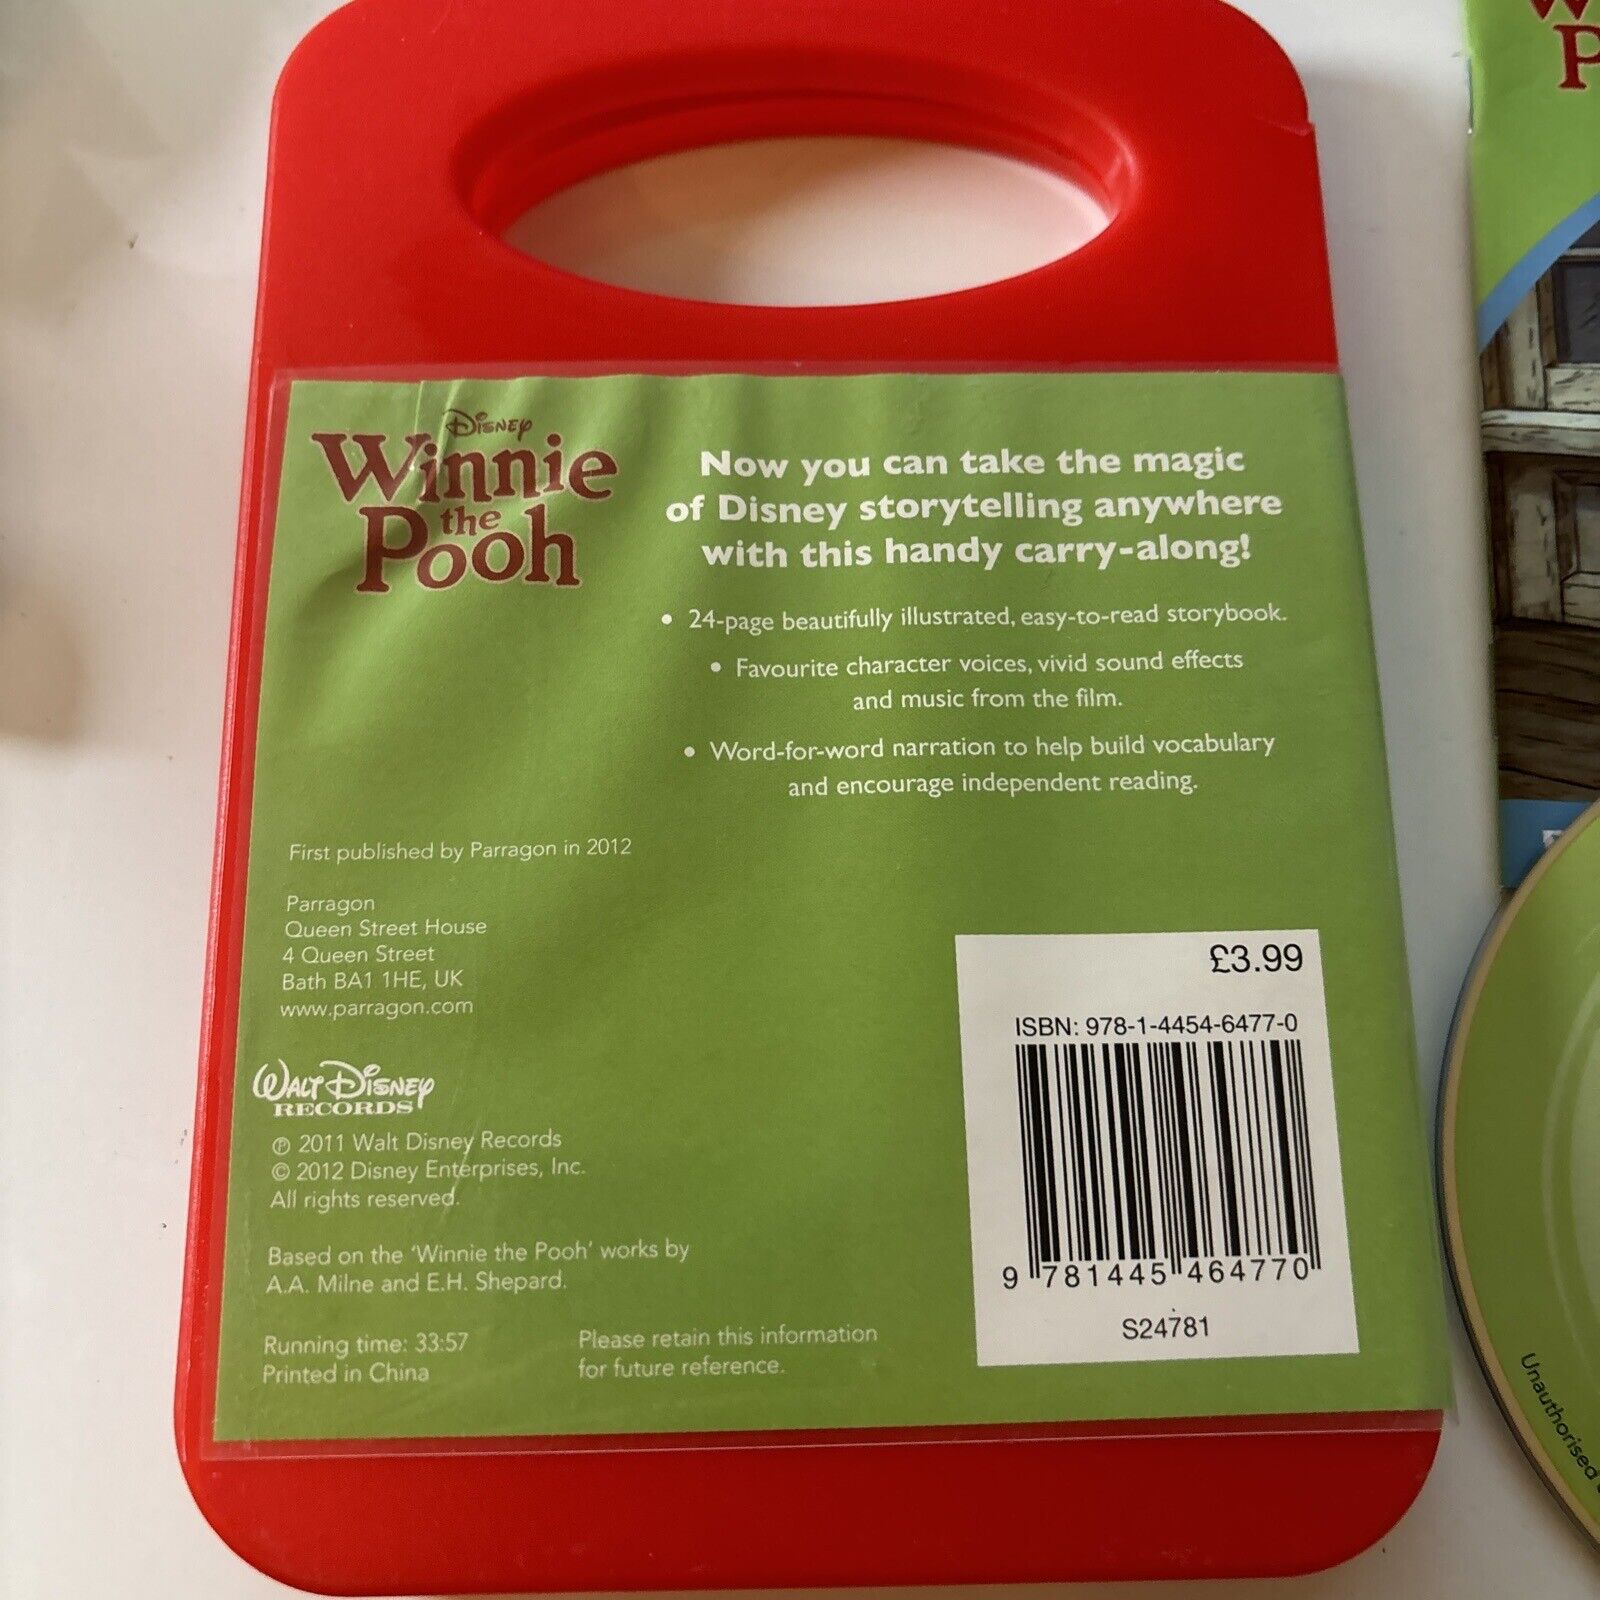 Disney
Winnie
the
Pooh
Now you can take the magic
of Disney storytelling anywhere
with this handy carry-along!
• 24-page beautifully illustrated, easy-to-read storybook.
• Favourite character voices, vivid sound effects
and music from the film.
• Word-for-word narration to help build vocabulary
and encourage independent reading.
First published by Parragon in 2012
Parragon
Queen Street House
4 Queen Street
Bath BA1 1HE, UK
www.parragon.com
WALT DISNEY
RECORDS
℗ 2011 Walt Disney Records
© 2012 Disney Enterprises, Inc.
All rights reserved.
Based on the 'Winnie the Pooh' works by
A.A. Milne and E.H. Shepard.
Running time: 33:57
Printed in China
Please retain this information
for future reference.
£3.99
ISBN: 978-1-4454-6477-0
9 781445 464770
S24781
W
P
Unauthorised